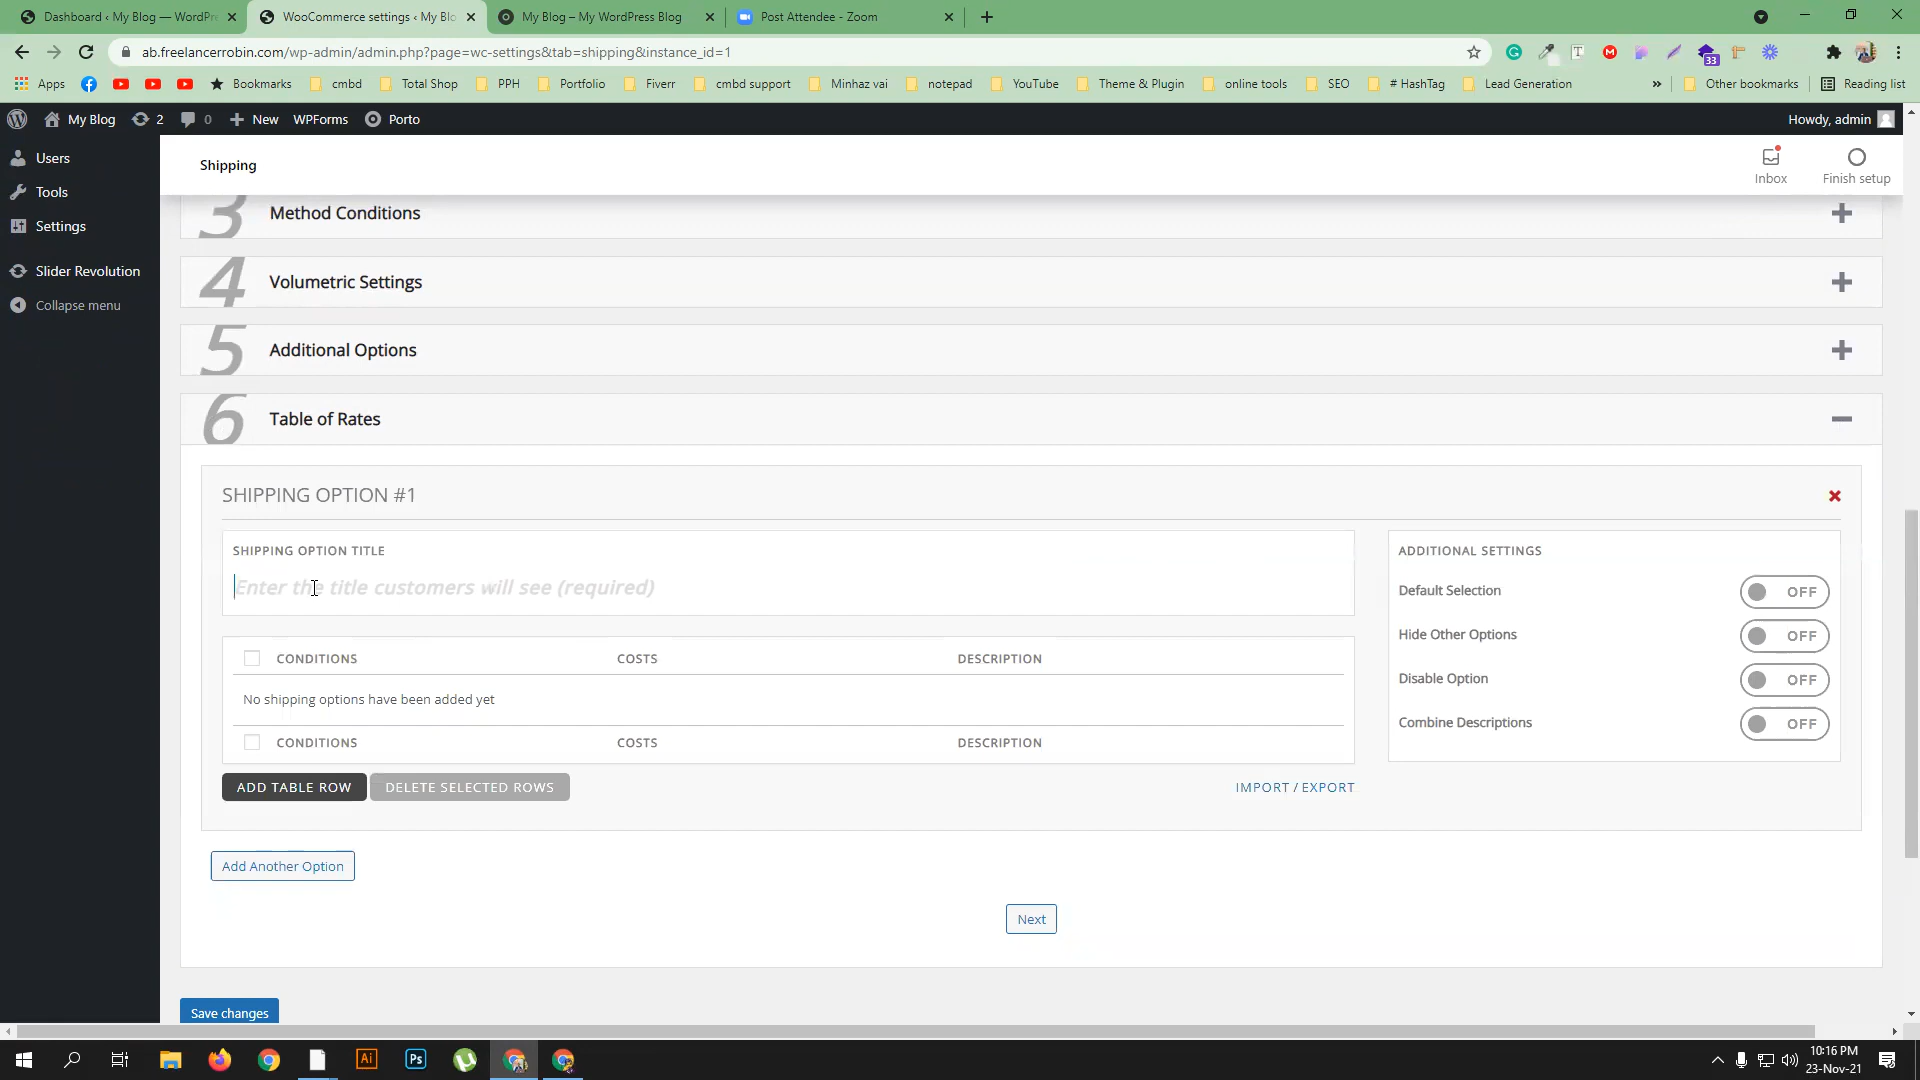 Dashboard ‹ My Blog — WordPr
WooCommerce settings ‹ My Blo
My Blog – My WordPress Blog
Post Attendee - Zoom
ab.freelancerrobin.com/wp-admin/admin.php?page=wc-settings&tab=shipping&instance_id=1
33
Apps
Bookmarks
cmbd
Total Shop
PPH
Portfolio
Fiverr
cmbd support
Minhaz vai
notepad
YouTube
Theme & Plugin
online tools
SEO
# HashTag
Lead Generation
»
Other bookmarks
Reading list
My Blog
2
0
New
WPForms
Porto
Howdy, admin
Users
Tools
Settings
Slider Revolution
Collapse menu
Shipping
Inbox
Finish setup
3 Method Conditions
4 Volumetric Settings
5 Additional Options
6 Table of Rates
SHIPPING OPTION #1
SHIPPING OPTION TITLE
Enter the title customers will see (required)
CONDITIONS COSTS DESCRIPTION
No shipping options have been added yet
CONDITIONS COSTS DESCRIPTION
ADD TABLE ROW
DELETE SELECTED ROWS
IMPORT / EXPORT
ADDITIONAL SETTINGS
Default Selection OFF
Hide Other Options OFF
Disable Option OFF
Combine Descriptions OFF
Add Another Option
Next
Save changes
Ai
Ps
10:16 PM
23-Nov-21